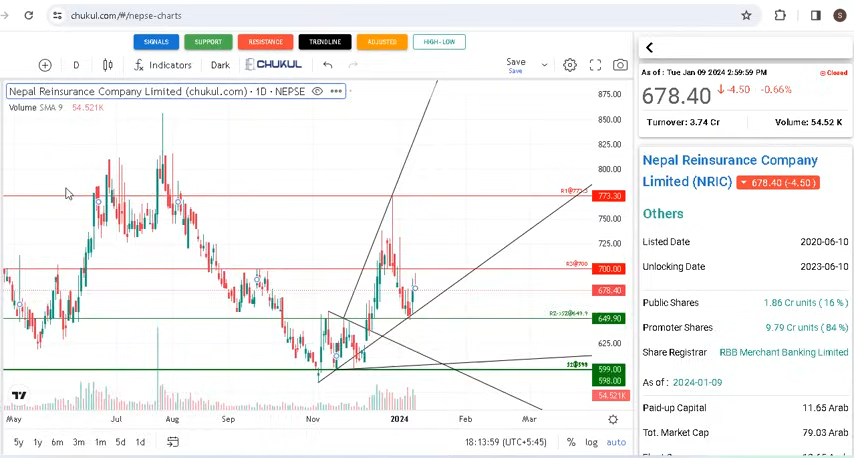 chukul.com/#/nepse-charts
S
SIGNALS SUPPORT RESISTANCE TRENDLINE ADJUSTED HIGH-LOW
D Indicators Dark CHUKUL Save
Save
Nepal Reinsurance Company Limited (chukul.com) · 1D · NEPSE
Volume SMA 9 54.521K
875.00
825.00
800.00
773.30
750.00
725.00
R3@700
700.00
678.40
649.90
625.00
599.00
598.00
54.521K
May Jul Aug Sep Nov 2024 Feb Mar
5y 1y 6m 3m 1m 5d 1d 18:13:59 (UTC+5:45) % log auto
As of : Tue Jan 09 2024 2:59:59 PM Closed
678.40 -4.50 -0.66%
Turnover: 3.74 Cr Volume: 54.52 K
Nepal Reinsurance Company
Limited (NRIC) 678.40 (-4.50)
Others
Listed Date 2020-06-10
Unlocking Date 2023-06-10
Public Shares 1.86 Cr units (16 %)
Promoter Shares 9.79 Cr units (84 %)
Share Registrar RBB Merchant Banking Limited
As of : 2024-01-09
Paid-up Capital 11.65 Arab
Tot. Market Cap 79.03 Arab